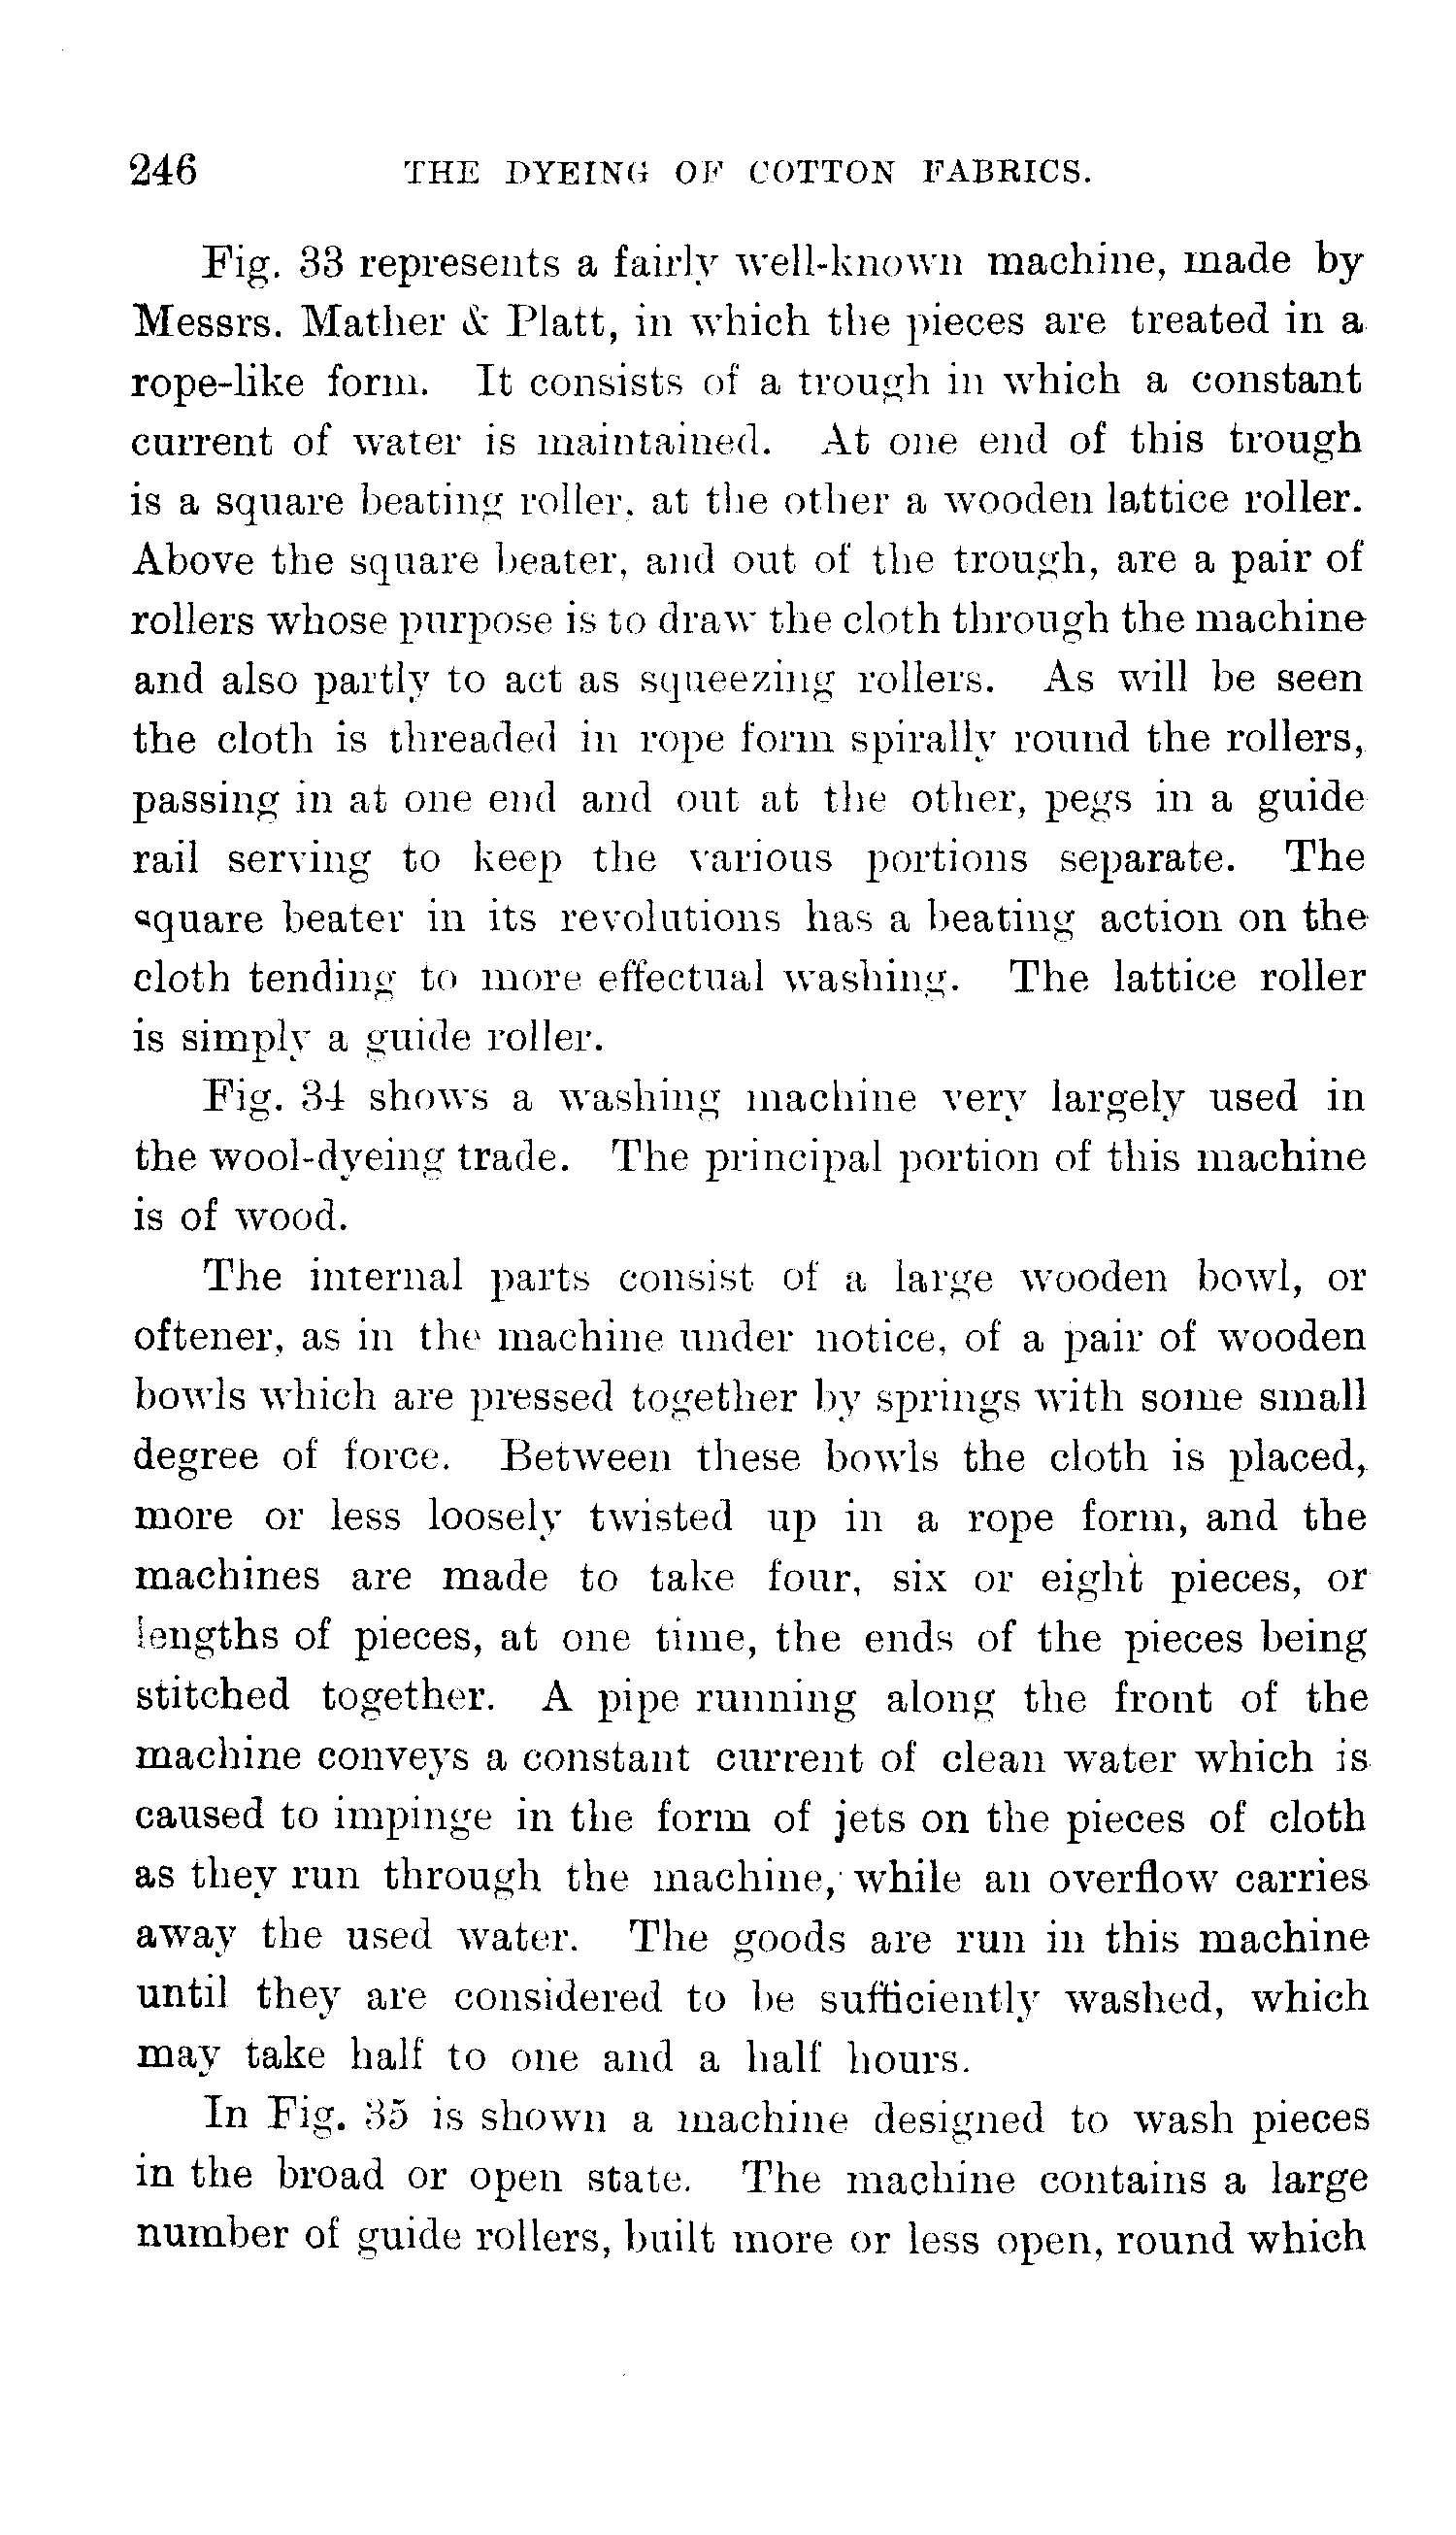 246 THE DYEING OF COTTON FABRICS.
Fig. 33 represents a fairly well-known machine, made by
Messrs. Mather & Platt, in which the pieces are treated in a
rope-like form. It consists of a trough in which a constant
current of water is maintained. At one end of this trough
is a square beating roller, at the other a wooden lattice roller.
Above the square beater, and out of the trough, are a pair of
rollers whose purpose is to draw the cloth through the machine
and also partly to act as squeezing rollers. As will be seen
the cloth is threaded in rope form spirally round the rollers,
passing in at one end and out at the other, pegs in a guide
rail serving to keep the various portions separate. The
square beater in its revolutions has a beating action on the
cloth tending to more effectual washing. The lattice roller
is simply a guide roller.
Fig. 34 shows a washing machine very largely used in
the wool-dyeing trade. The principal portion of this machine
is of wood.
The internal parts consist of a large wooden bowl, or
oftener, as in the machine under notice, of a pair of wooden
bowls which are pressed together by springs with some small
degree of force. Between these bowls the cloth is placed,
more or less loosely twisted up in a rope form, and the
machines are made to take four, six or eight pieces, or
lengths of pieces, at one time, the ends of the pieces being
stitched together. A pipe running along the front of the
machine conveys a constant current of clean water which is
caused to impinge in the form of jets on the pieces of cloth
as they run through the machine, while an overflow carries
away the used water. The goods are run in this machine
until they are considered to be sufficiently washed, which
may take half to one and a half hours.
In Fig. 35 is shown a machine designed to wash pieces
in the broad or open state. The machine contains a large
number of guide rollers, built more or less open, round which